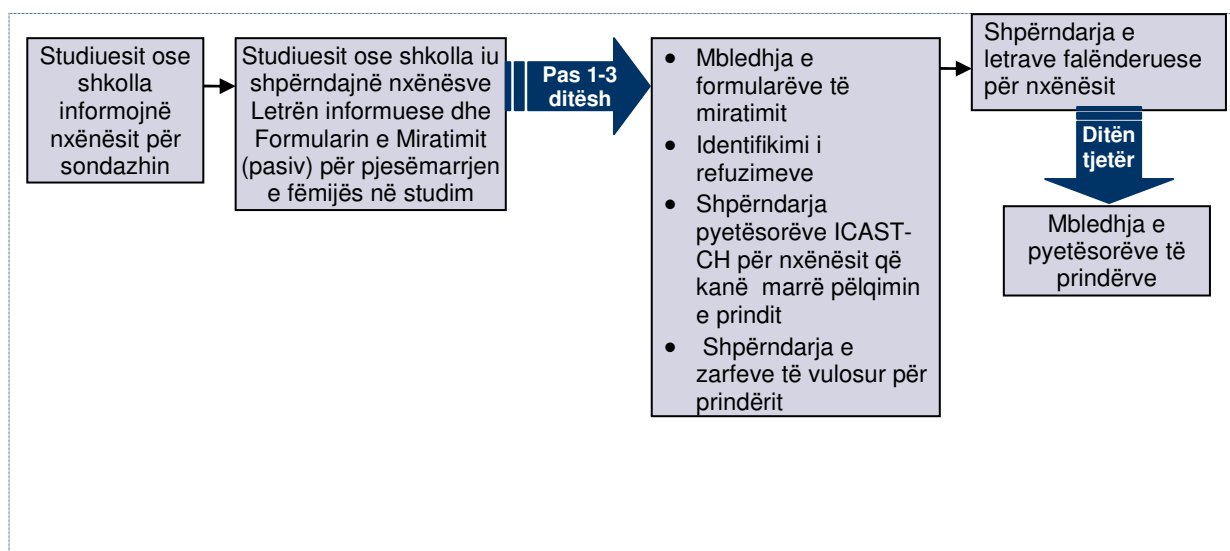 Studiuesit ose
shkolla
informojnë
nxënësit për
sondazhin
Studiuesit ose shkolla iu
shpërndajnë nxënësve
Letrën informuese dhe
Formularin e Miratimit
(pasiv) për pjesëmarrjen
e fëmijës në studim
Pas 1-3
ditësh
• Mbledhja e
formularëve të
miratimit
• Identifikimi i
refuzimeve
• Shpërndarja
pyetësorëve ICAST-
CH për nxënësit që
kanë marrë pëlqimin
e prindit
• Shpërndarja e
zarfeve të vulosur për
prindërit
Shpërndarja e
letrave falënderuese
për nxënësit
Ditën
tjetër
Mbledhja e
pyetësorëve të
prindërve